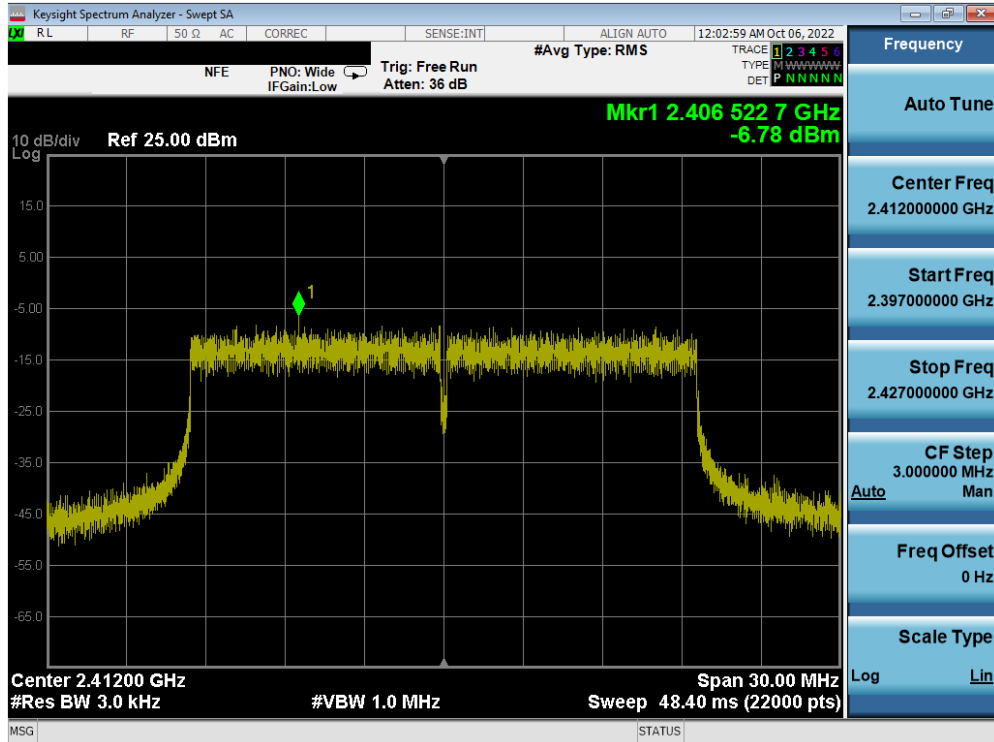 Keysight Spectrum Analyzer - Swept SA
LXI RL RF 50 Ω AC CORREC SENSE:INT ALIGN AUTO 12:02:59 AM Oct 06, 2022
NFE PNO: Wide Trig: Free Run #Avg Type: RMS TRACE 1 2 3 4 5 6
IFGain:Low Atten: 36 dB TYPE M WWWWW
DET P N N N N N
Mkr1 2.406 522 7 GHz
-6.78 dBm
10 dB/div Ref 25.00 dBm
Log
15.0
5.00
1
-5.00
-15.0
-25.0
-35.0
-45.0
-55.0
-65.0
Center 2.41200 GHz Span 30.00 MHz
#Res BW 3.0 kHz #VBW 1.0 MHz Sweep 48.40 ms (22000 pts)
MSG STATUS
Frequency
Auto Tune
Center Freq
2.412000000 GHz
Start Freq
2.397000000 GHz
Stop Freq
2.427000000 GHz
CF Step
3.000000 MHz
Auto Man
Freq Offset
0 Hz
Scale Type
Log Lin